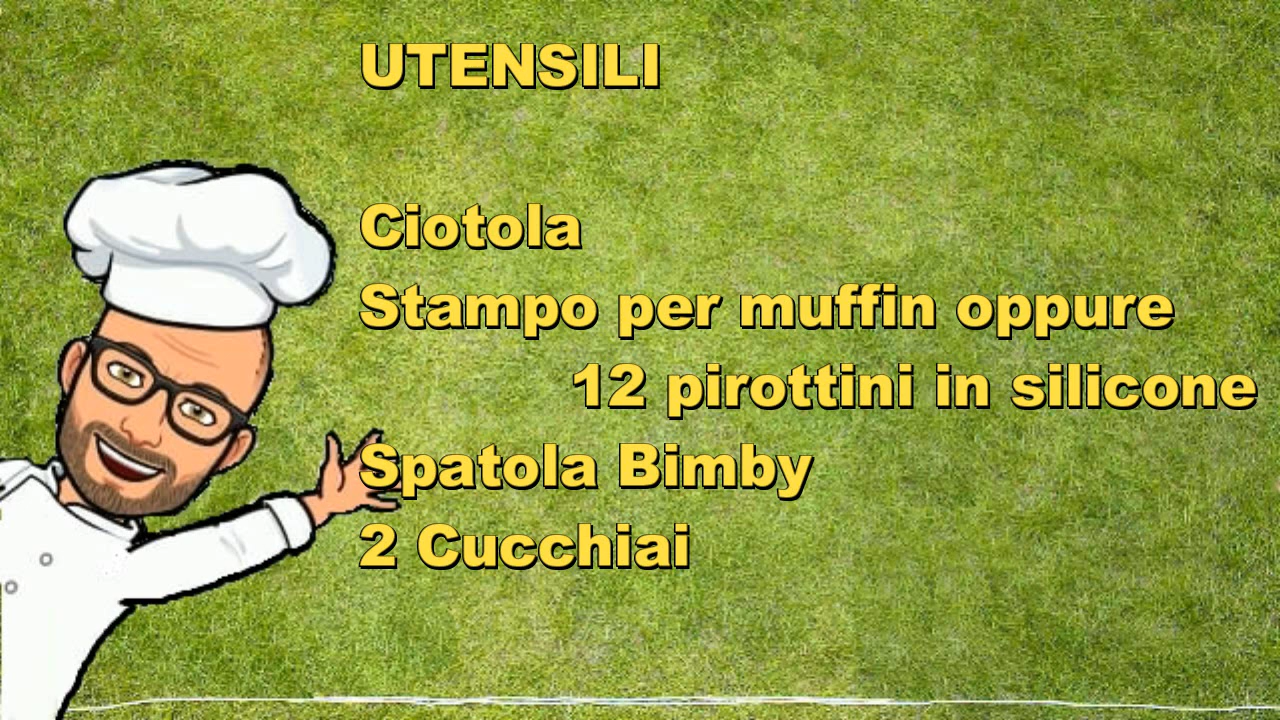 UTENSILI
Ciotola
Stampo per muffin oppure
12 pirottini in silicone
Spatola Bimby
2 Cucchiai